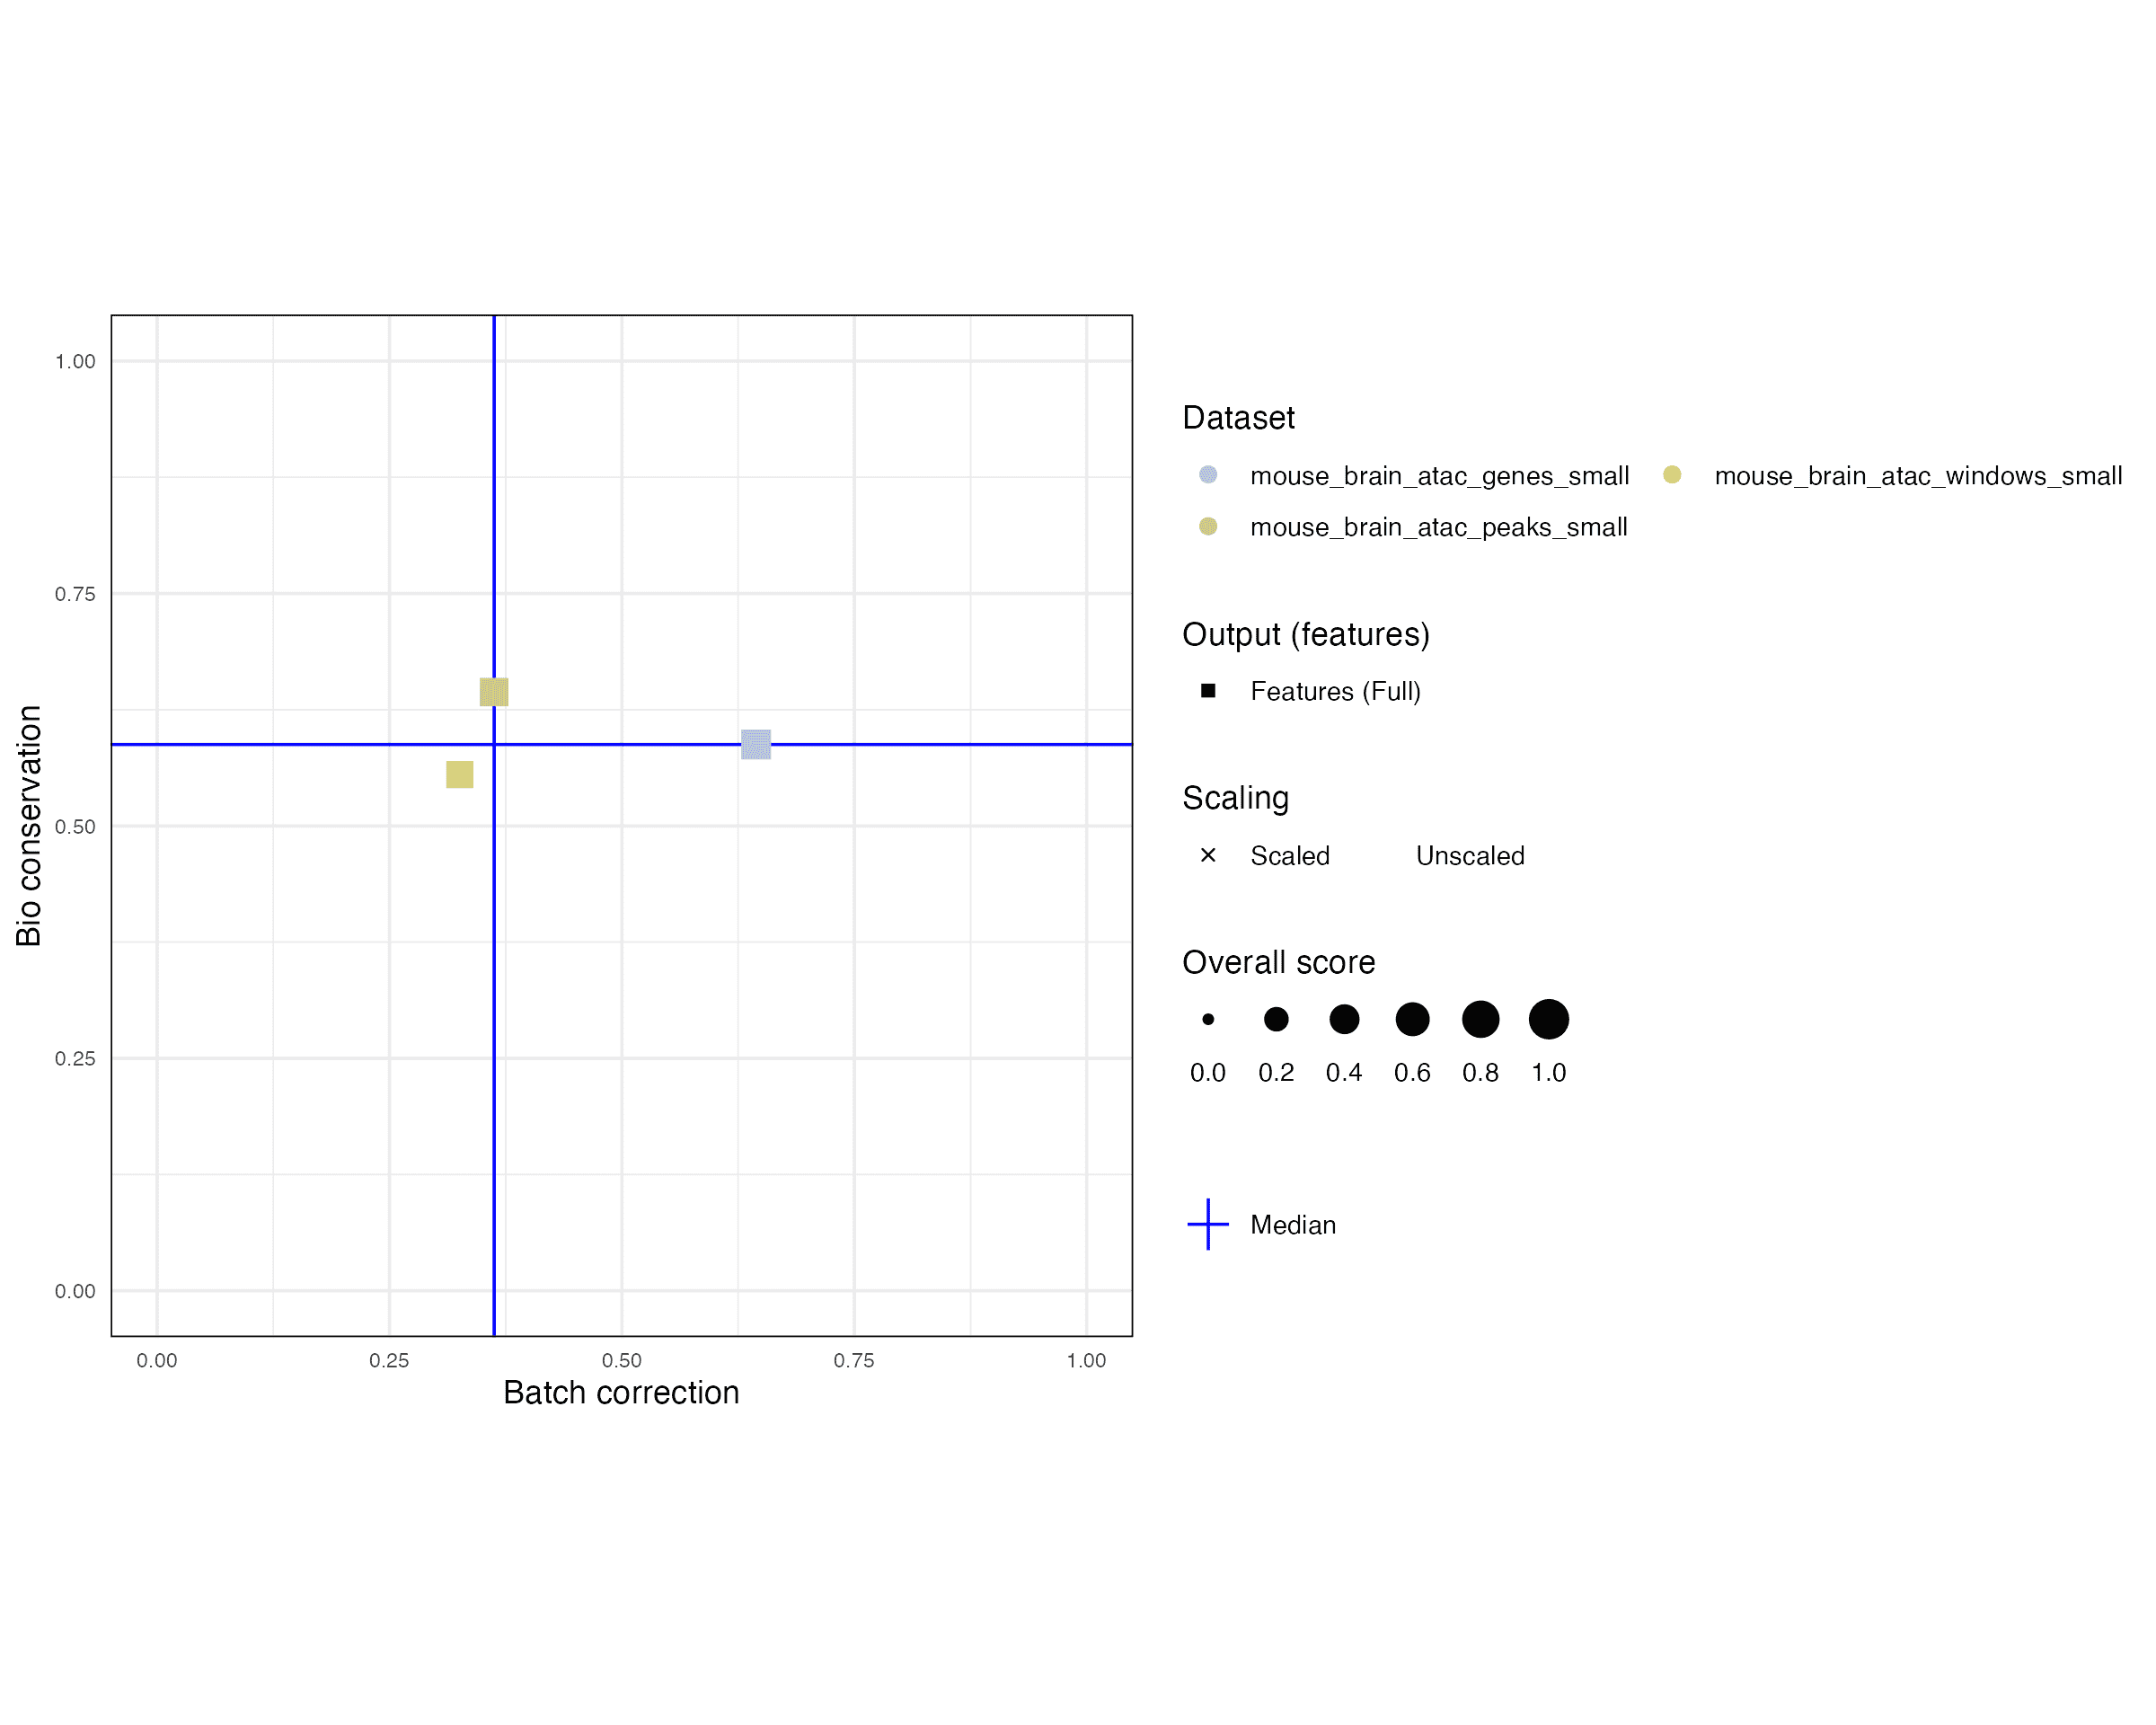 1.00
0.75
0.50
0.25
0.00
Bio conservation
0.00 0.25 0.50 0.75 1.00
Batch correction
Dataset
mouse_brain_atac_genes_small mouse_brain_atac_windows_small
mouse_brain_atac_peaks_small
Output (features)
Features (Full)
Scaling
Scaled Unscaled
Overall score
0.0 0.2 0.4 0.6 0.8 1.0
Median